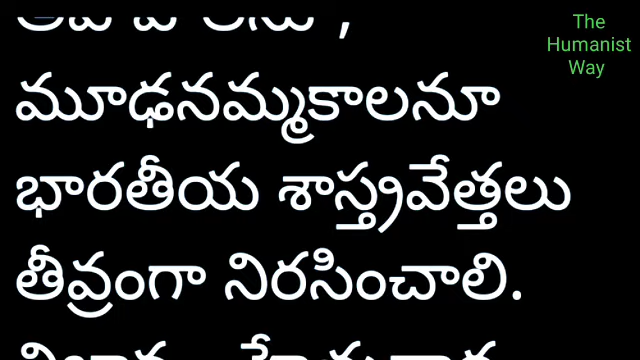 The
Humanist
Way
మూఢనమ్మకాలనూ
భారతీయ శాస్త్రవేత్తలు
తీవ్రంగా నిరసించాలి.